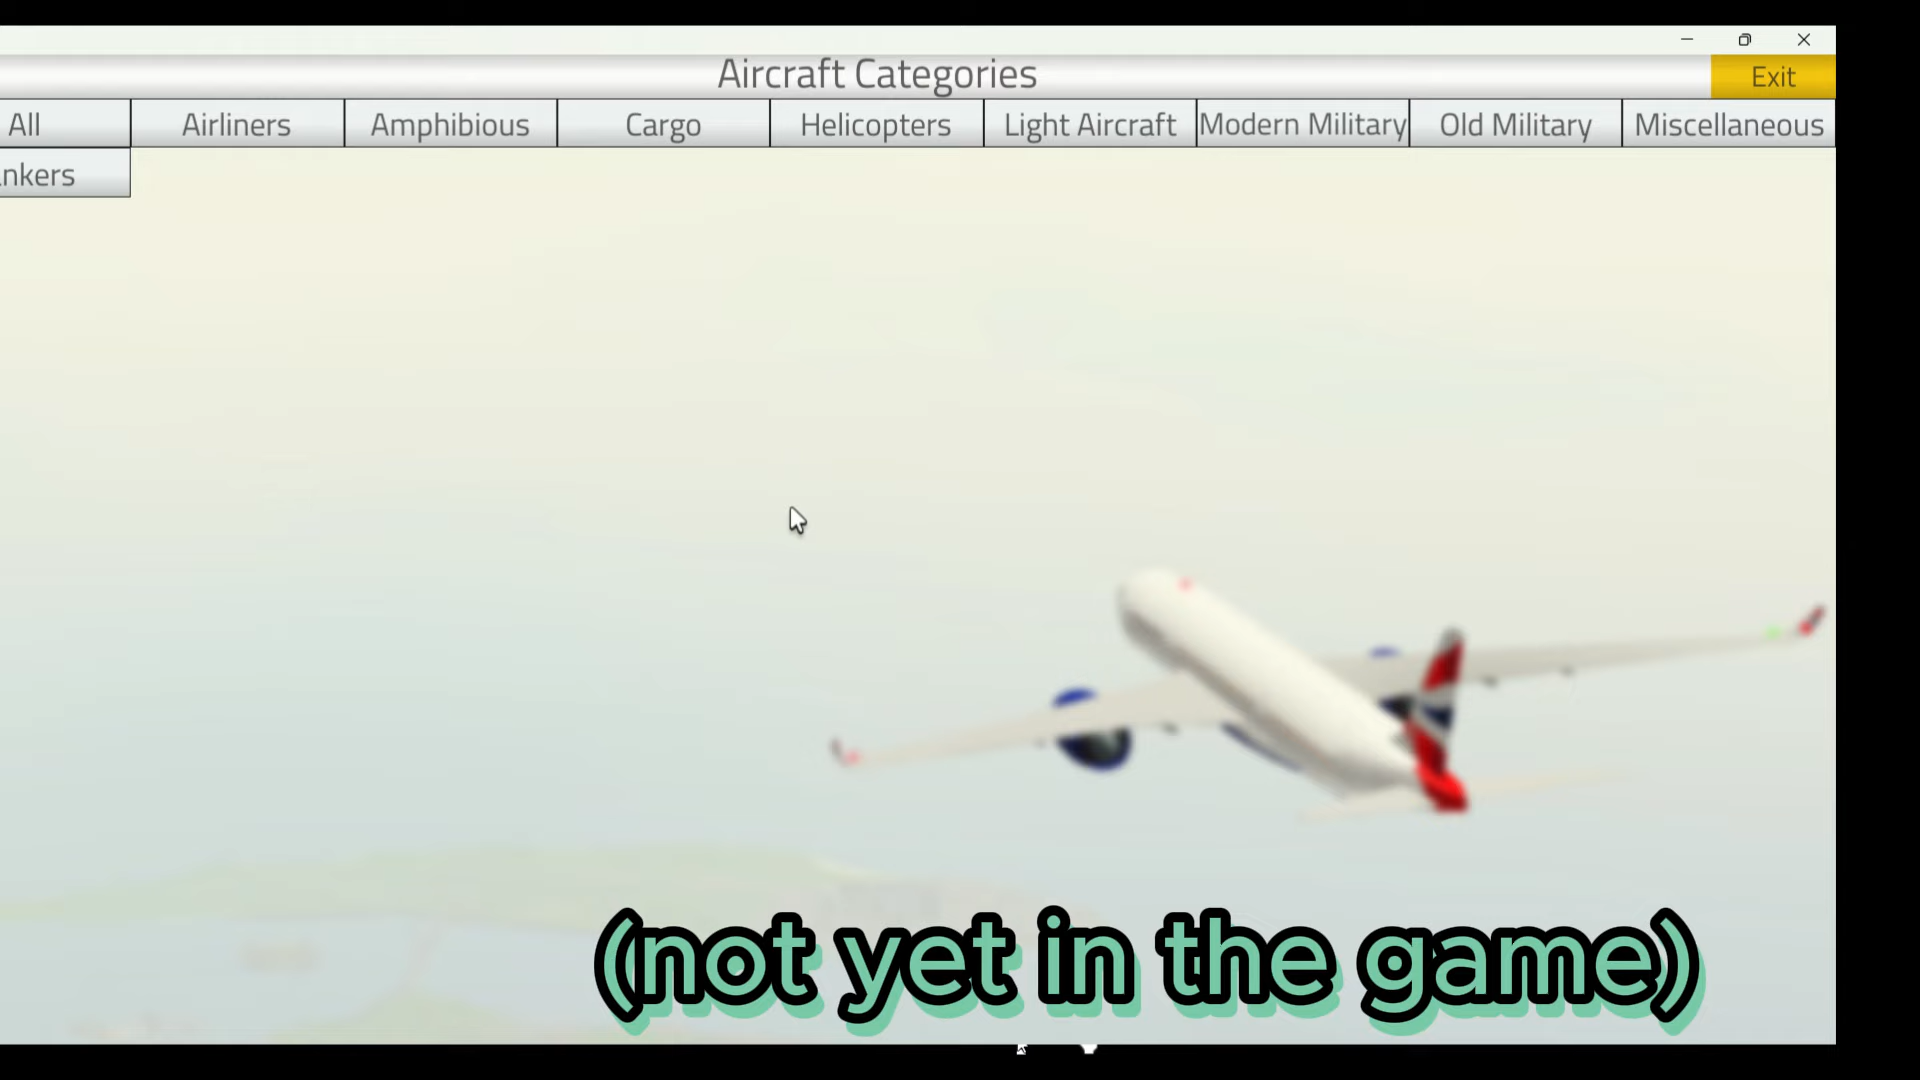 Aircraft Categories
Exit
All Airliners Amphibious Cargo Helicopters Light Aircraft Modern Military Old Military Miscellaneous
ankers
(not yet in the game)